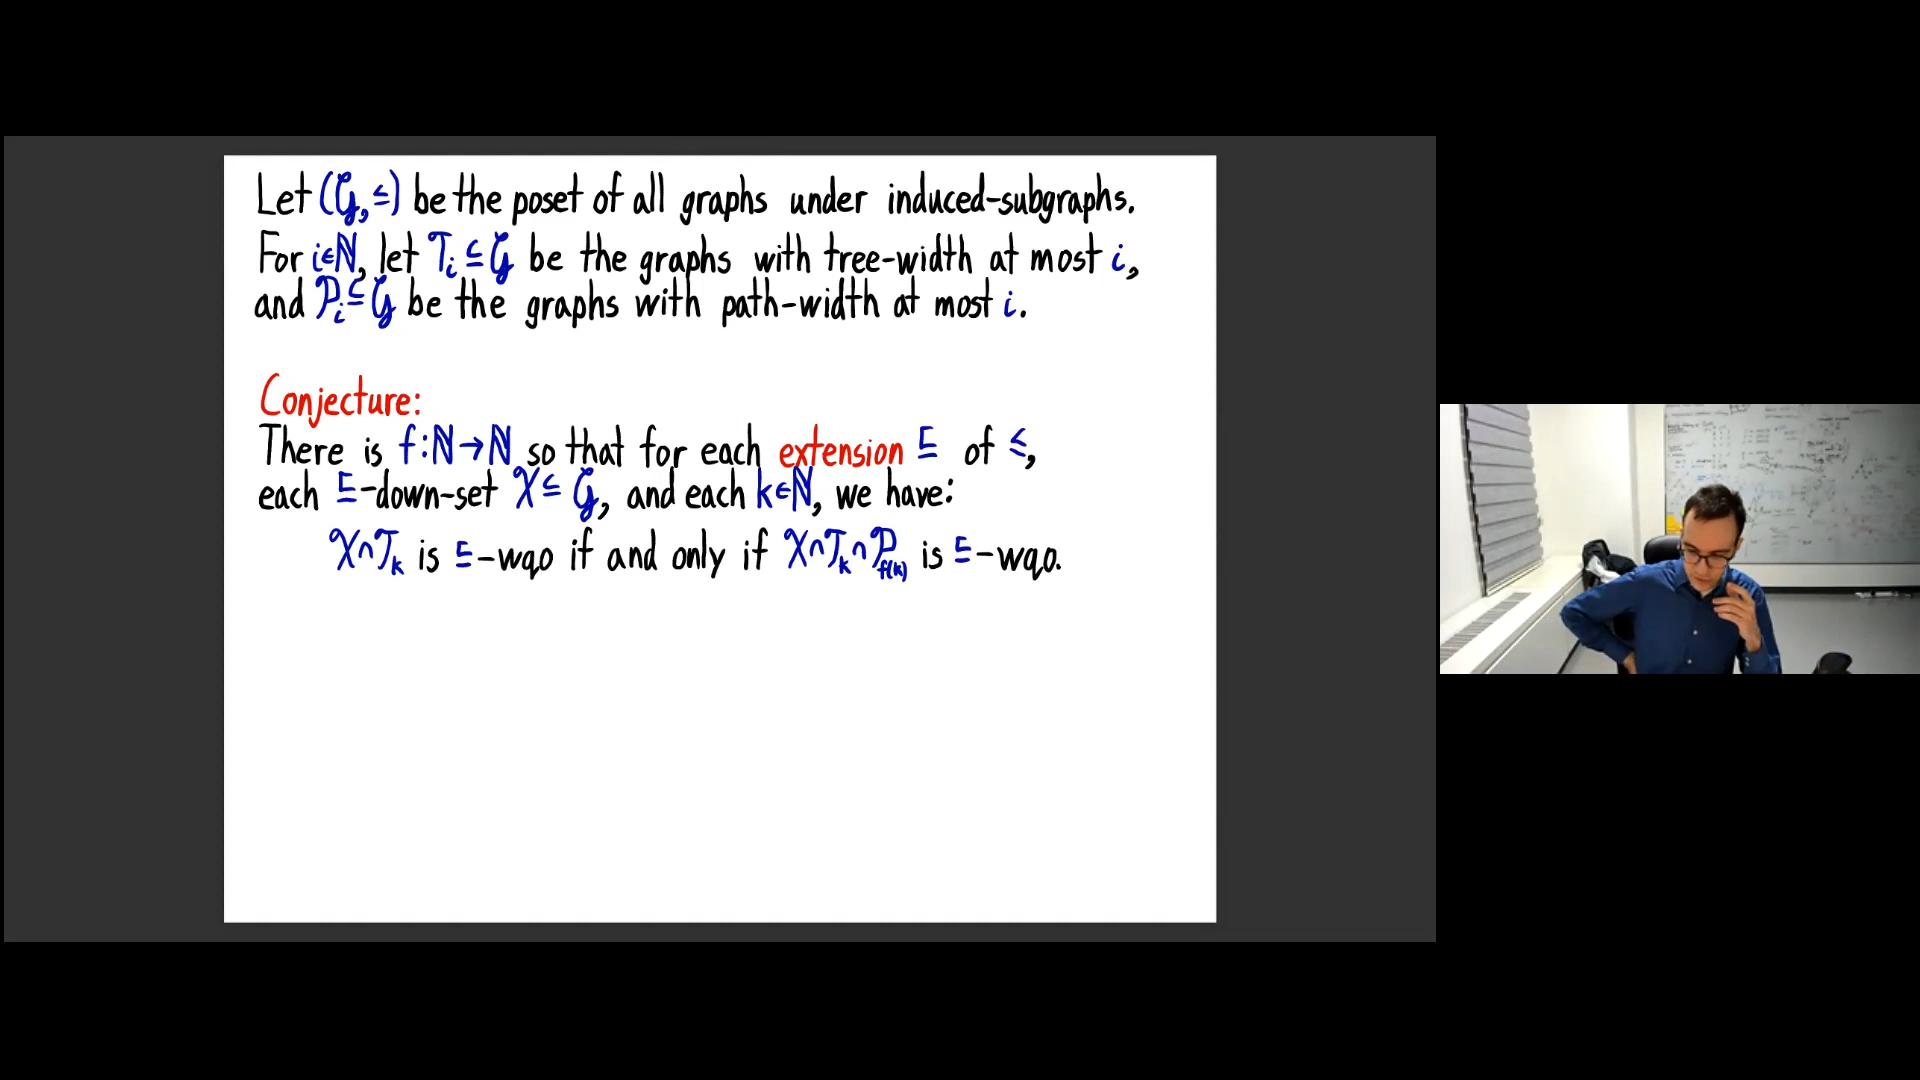 Let (𝒢, ≤) be the poset of all graphs under induced-subgraphs.
For i∈ℕ, let 𝒯ᵢ ⊆ 𝒢 be the graphs with tree-width at most i,
and 𝒫ᵢ ⊆ 𝒢 be the graphs with path-width at most i.
Conjecture:
There is f:ℕ→ℕ so that for each extension ⊑ of ≤,
each ⊑-down-set 𝒳 ⊆ 𝒢, and each k∈ℕ, we have:
𝒳∩𝒯ₖ is ⊑-wqo if and only if 𝒳∩𝒯ₖ∩𝒫_f(k) is ⊑-wqo.